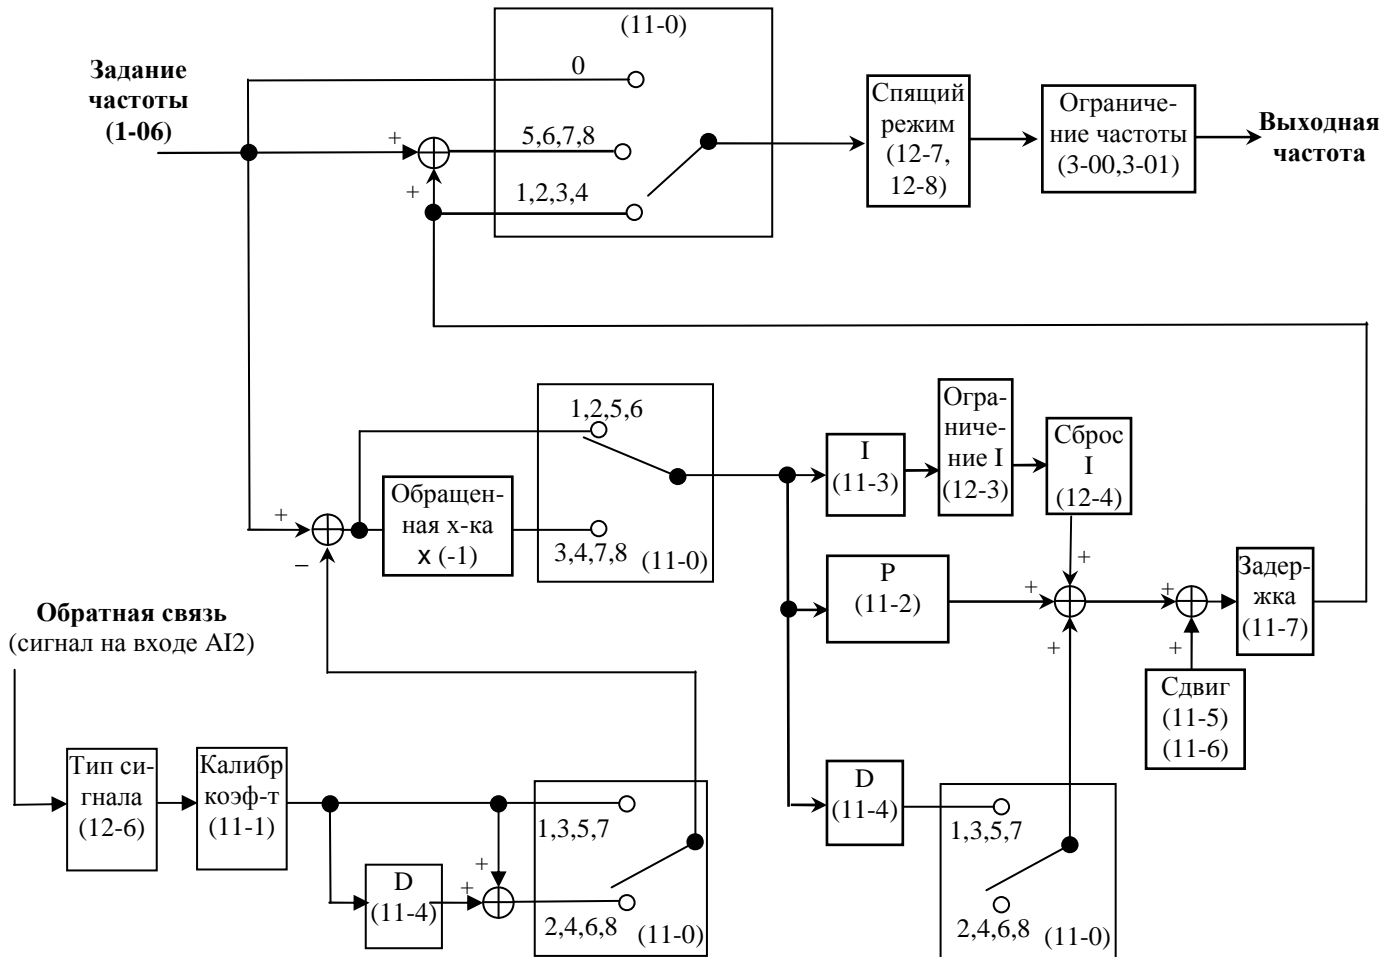 (11-0)
Задание
частоты
(1-06)
0
+
5,6,7,8
+
1,2,3,4
Спящий
режим
(12-7,
12-8)
Ограниче-
ние частоты
(3-00,3-01)
Выходная
частота
1,2,5,6
+
Обращен-
ная х-ка
x (-1)
3,4,7,8
(11-0)
–
I
(11-3)
Огра-
ниче-
ние I
(12-3)
Сброс
I
(12-4)
+
P
(11-2)
+
+
+
Задер-
жка
(11-7)
+
Сдвиг
(11-5)
(11-6)
Обратная связь
(сигнал на входе AI2)
Тип си-
гнала
(12-6)
Калибр
коэф-т
(11-1)
1,3,5,7
+
D
(11-4)
+
2,4,6,8
(11-0)
D
(11-4)
1,3,5,7
2,4,6,8
(11-0)